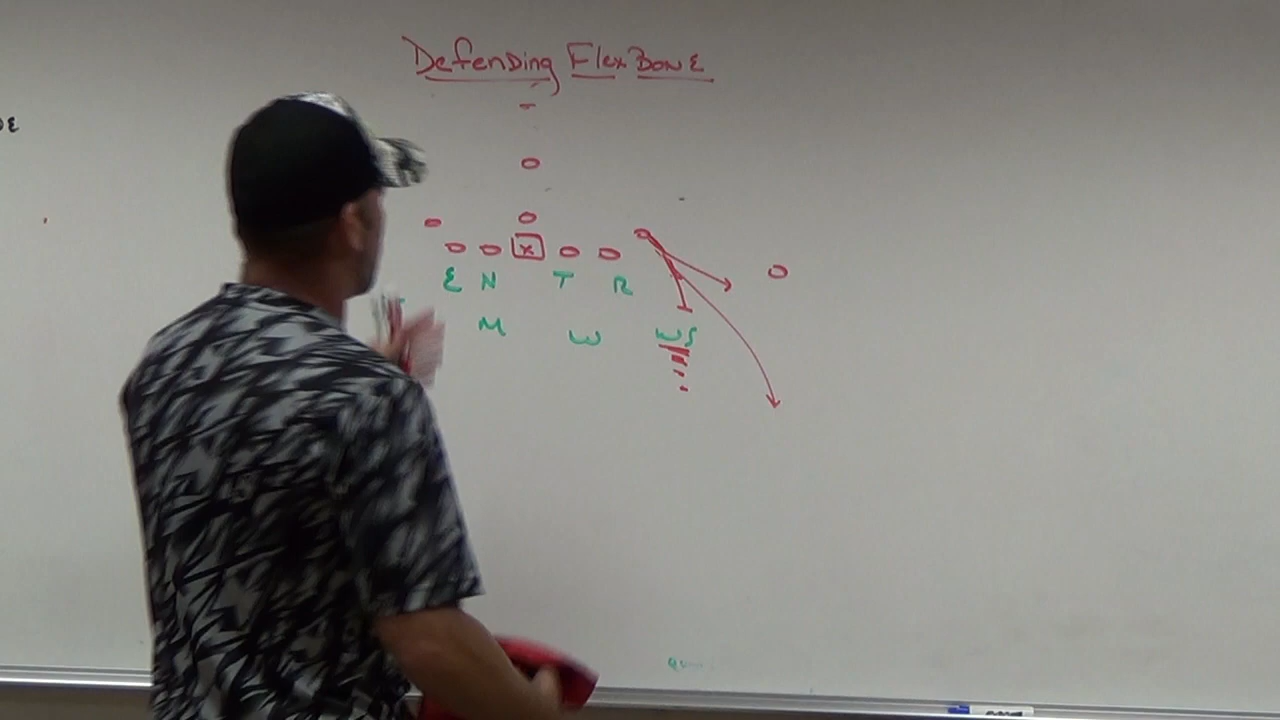 Defending FlexBonE
O
O
O O
O O X O O O
E N T R
M W WS